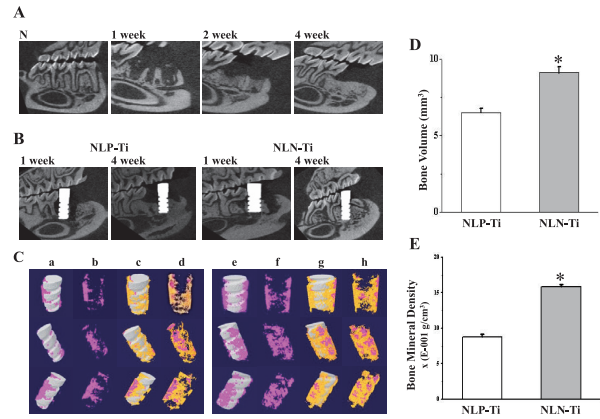 A
N
1 week
2 week
4 week
B
NLP-Ti
NLN-Ti
1 week
4 week
1 week
4 week
C
a
b
c
d
e
f
g
h
D
Bone Volume (mm³)
10
5
0
*
NLP-Ti
NLN-Ti
E
Bone Mineral Density
x (E-001 g/cm³)
20
15
10
5
0
*
NLP-Ti
NLN-Ti